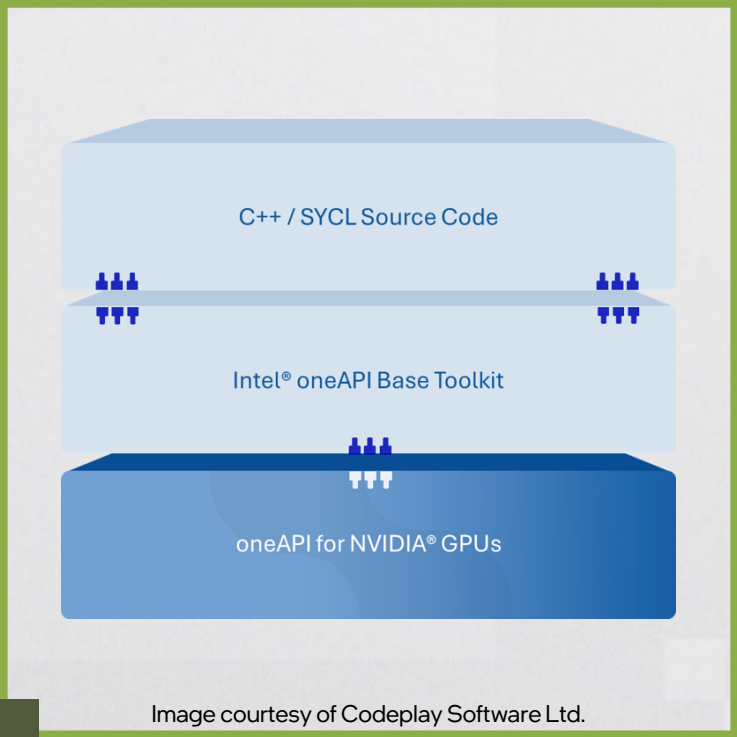 C++ / SYCL Source Code
Intel® oneAPI Base Toolkit
oneAPI for NVIDIA® GPUs
Image courtesy of Codeplay Software Ltd.